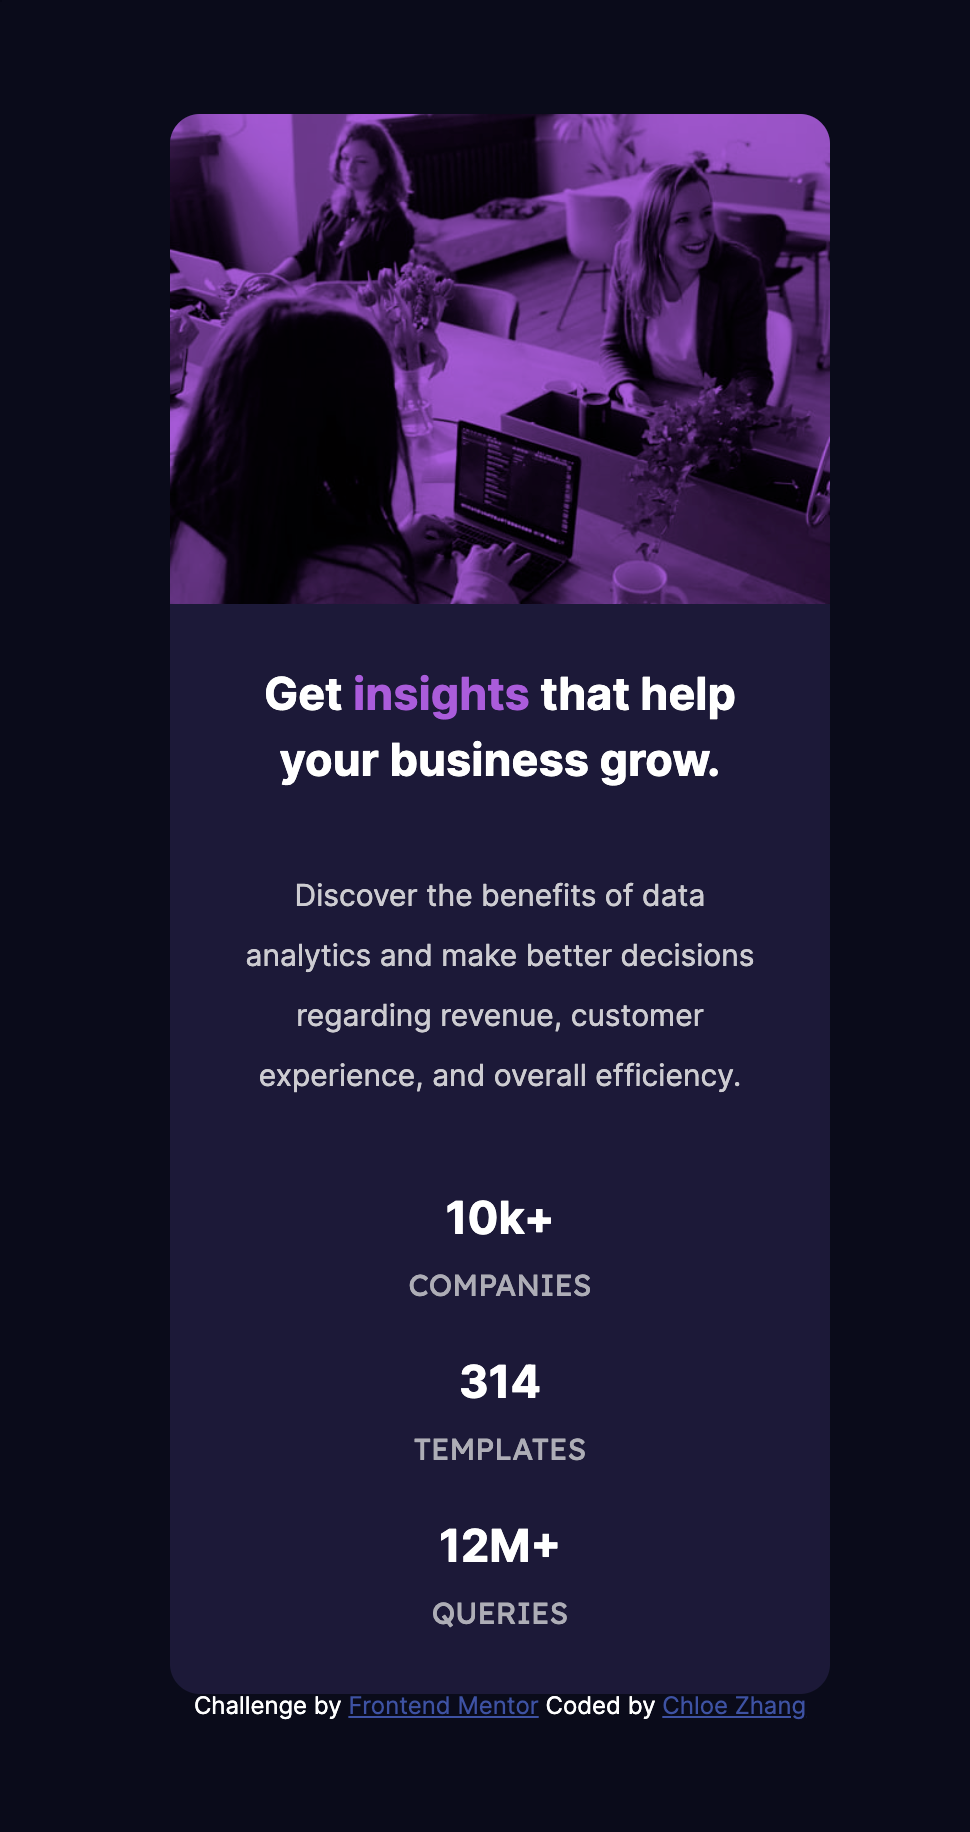 Get insights that help
your business grow.
Discover the benefits of data
analytics and make better decisions
regarding revenue, customer
experience, and overall efficiency.
10k+
COMPANIES
314
TEMPLATES
12M+
QUERIES
Challenge by Frontend Mentor Coded by Chloe Zhang